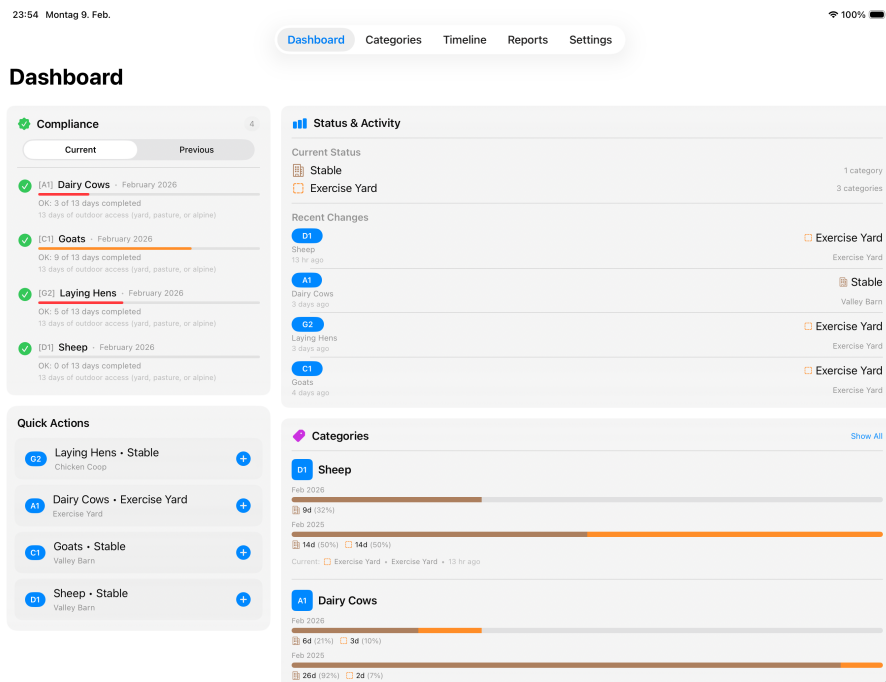 23:54 Montag 9. Feb.
100%
Dashboard Categories Timeline Reports Settings
Dashboard
Compliance 4
Current Previous
[A1] Dairy Cows · February 2026
OK: 3 of 13 days completed
13 days of outdoor access (yard, pasture, or alpine)
[C1] Goats · February 2026
OK: 9 of 13 days completed
13 days of outdoor access (yard, pasture, or alpine)
[G2] Laying Hens · February 2026
OK: 5 of 13 days completed
13 days of outdoor access (yard, pasture, or alpine)
[D1] Sheep · February 2026
OK: 0 of 13 days completed
13 days of outdoor access (yard, pasture, or alpine)
Quick Actions
G2 Laying Hens • Stable
Chicken Coop
A1 Dairy Cows • Exercise Yard
Exercise Yard
C1 Goats • Stable
Valley Barn
D1 Sheep • Stable
Valley Barn
Status & Activity
Current Status
Stable 1 category
Exercise Yard 3 categories
Recent Changes
D1 Exercise Yard
Sheep
13 hr ago Exercise Yard
A1 Stable
Dairy Cows
3 days ago Valley Barn
G2 Exercise Yard
Laying Hens
3 days ago Exercise Yard
C1 Exercise Yard
Goats
4 days ago Exercise Yard
Categories Show All
D1 Sheep
Feb 2026
9d (32%)
Feb 2025
14d (50%) 14d (50%)
Current: Exercise Yard • Exercise Yard • 13 hr ago
A1 Dairy Cows
Feb 2026
6d (21%) 3d (10%)
Feb 2025
26d (92%) 2d (7%)